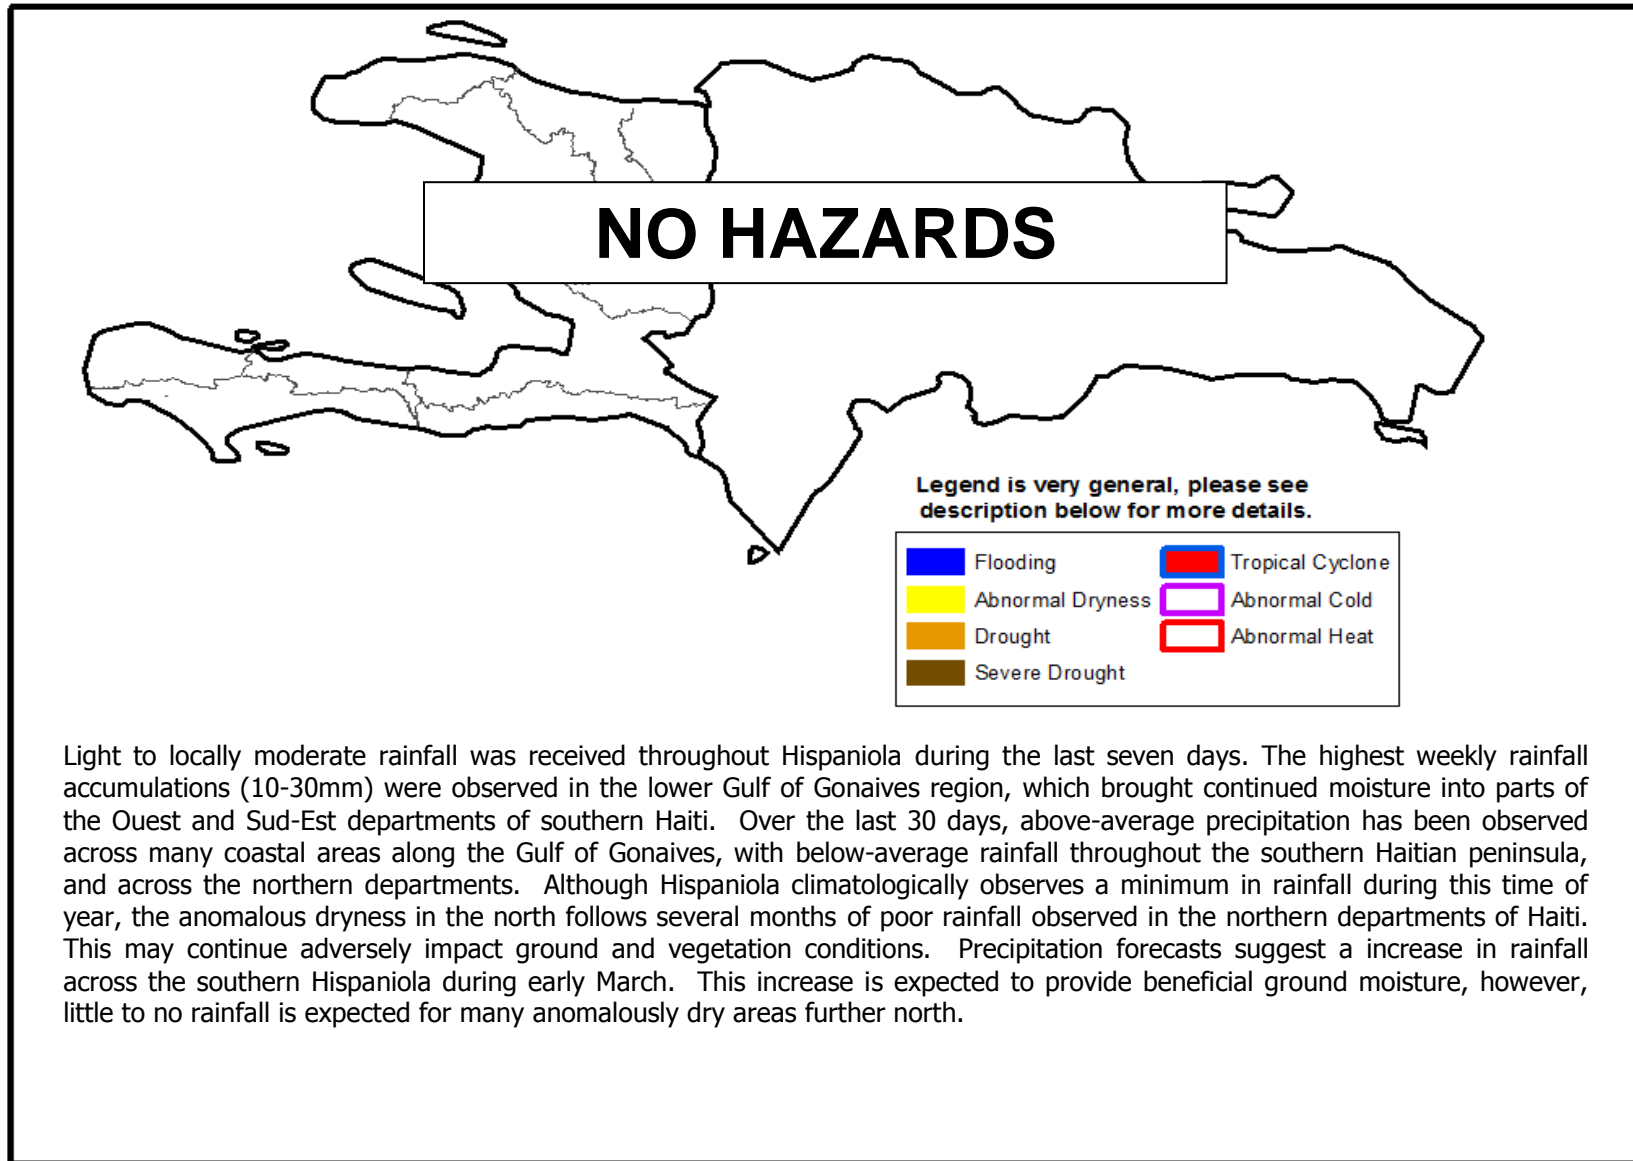 NO HAZARDS
Legend is very general, please see
description below for more details.
Flooding
Tropical Cyclone
Abnormal Dryness
Abnormal Cold
Drought
Abnormal Heat
Severe Drought
Light to locally moderate rainfall was received throughout Hispaniola during the last seven days. The highest weekly rainfall
accumulations (10-30mm) were observed in the lower Gulf of Gonaives region, which brought continued moisture into parts of
the Ouest and Sud-Est departments of southern Haiti. Over the last 30 days, above-average precipitation has been observed
across many coastal areas along the Gulf of Gonaives, with below-average rainfall throughout the southern Haitian peninsula,
and across the northern departments. Although Hispaniola climatologically observes a minimum in rainfall during this time of
year, the anomalous dryness in the north follows several months of poor rainfall observed in the northern departments of Haiti.
This may continue adversely impact ground and vegetation conditions. Precipitation forecasts suggest a increase in rainfall
across the southern Hispaniola during early March. This increase is expected to provide beneficial ground moisture, however,
little to no rainfall is expected for many anomalously dry areas further north.